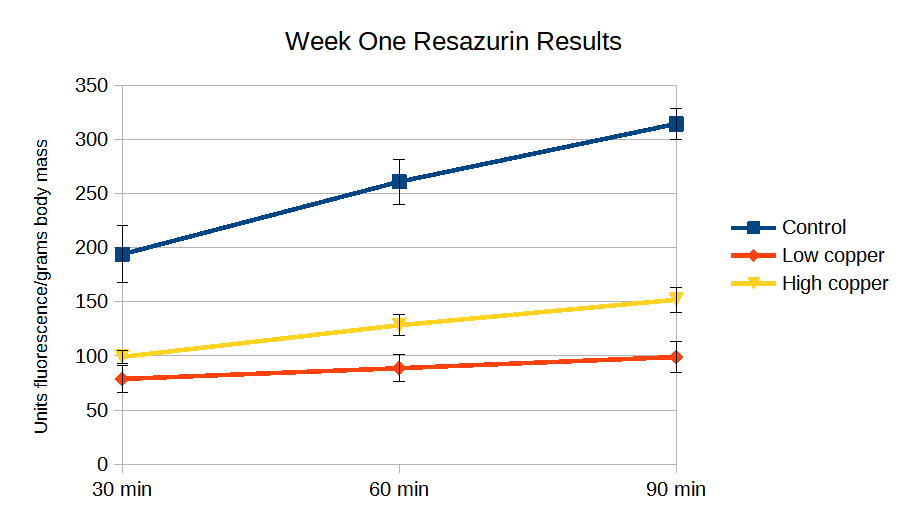 Week One Resazurin Results
Units fluorescence/grams body mass
350
300
250
200
150
100
50
0
30 min
60 min
90 min
Control
Low copper
High copper